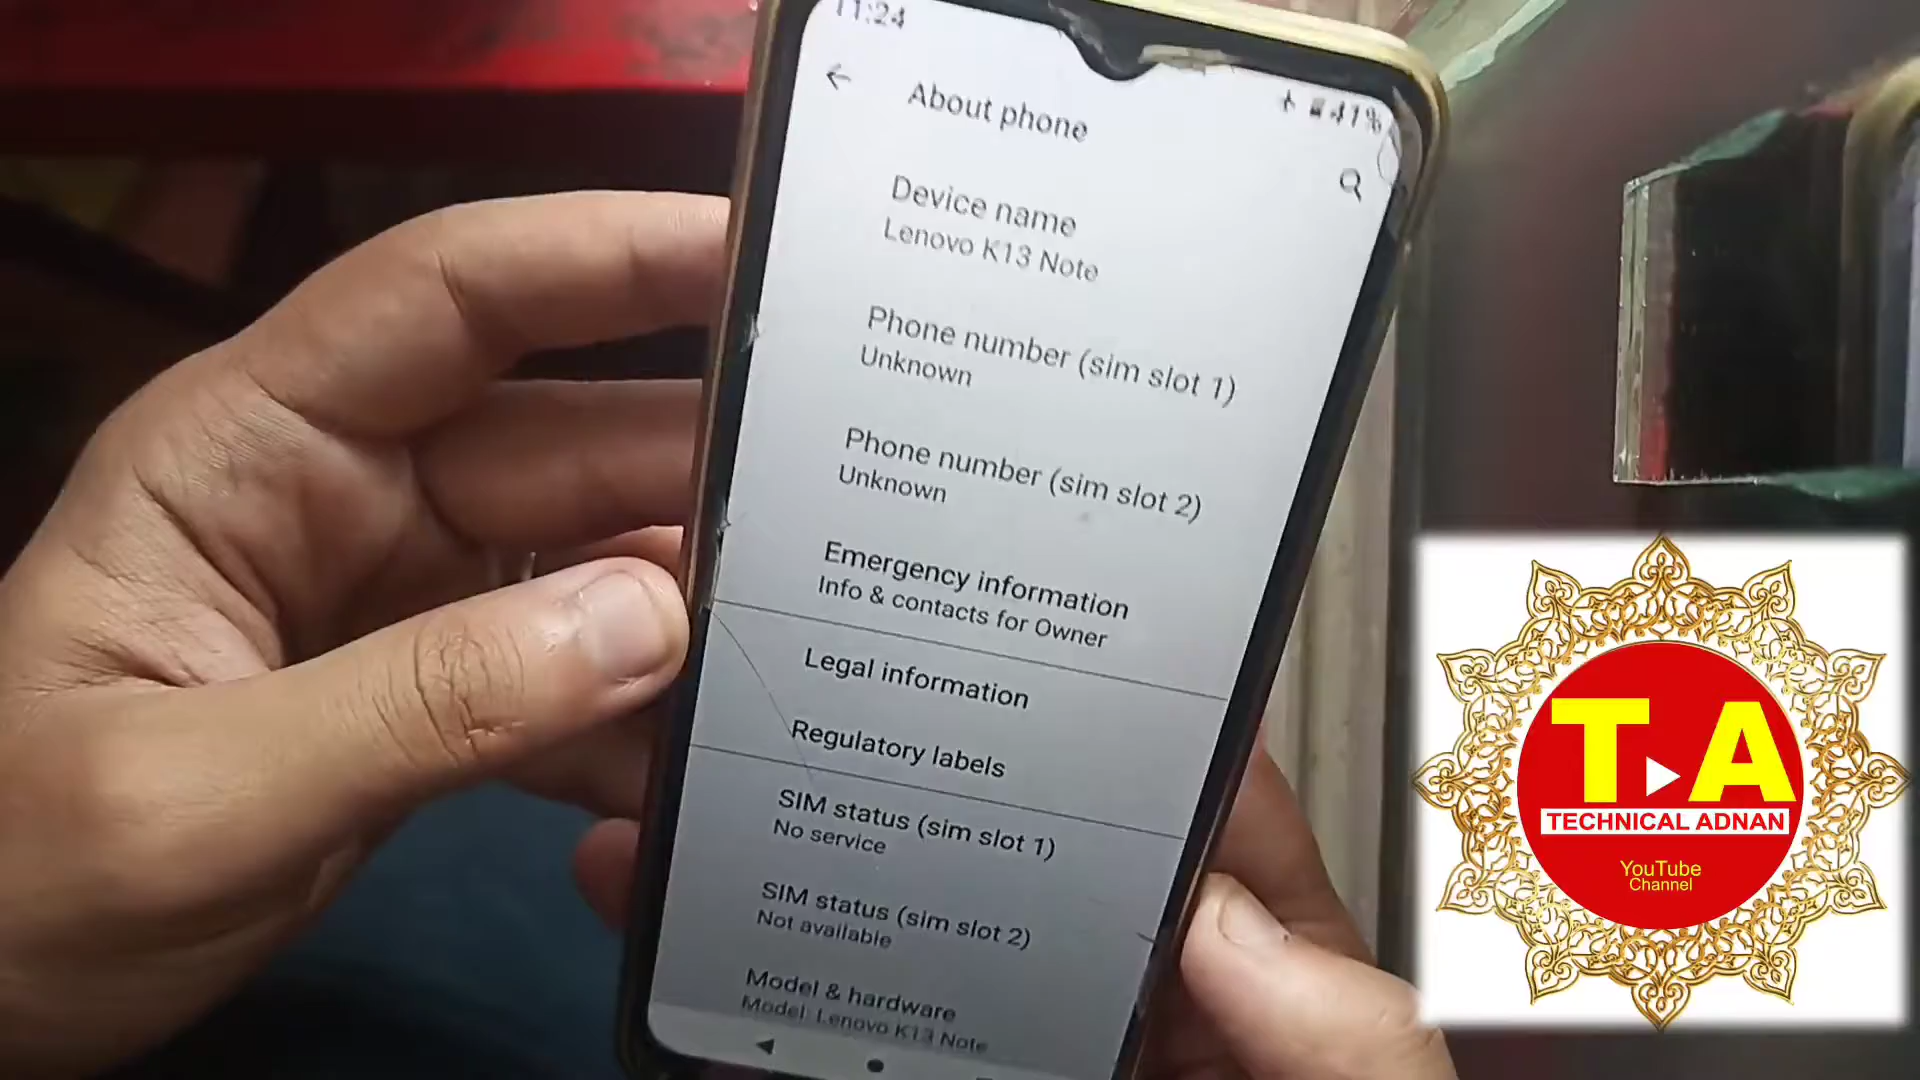 11:24
41%
About phone
Device name
Lenovo K13 Note
Phone number (sim slot 1)
Unknown
Phone number (sim slot 2)
Unknown
Emergency information
Info & contacts for Owner
Legal information
Regulatory labels
SIM status (sim slot 1)
No service
SIM status (sim slot 2)
Not available
Model & hardware
Model: Lenovo K13 Note
T A
TECHNICAL ADNAN
YouTube
Channel